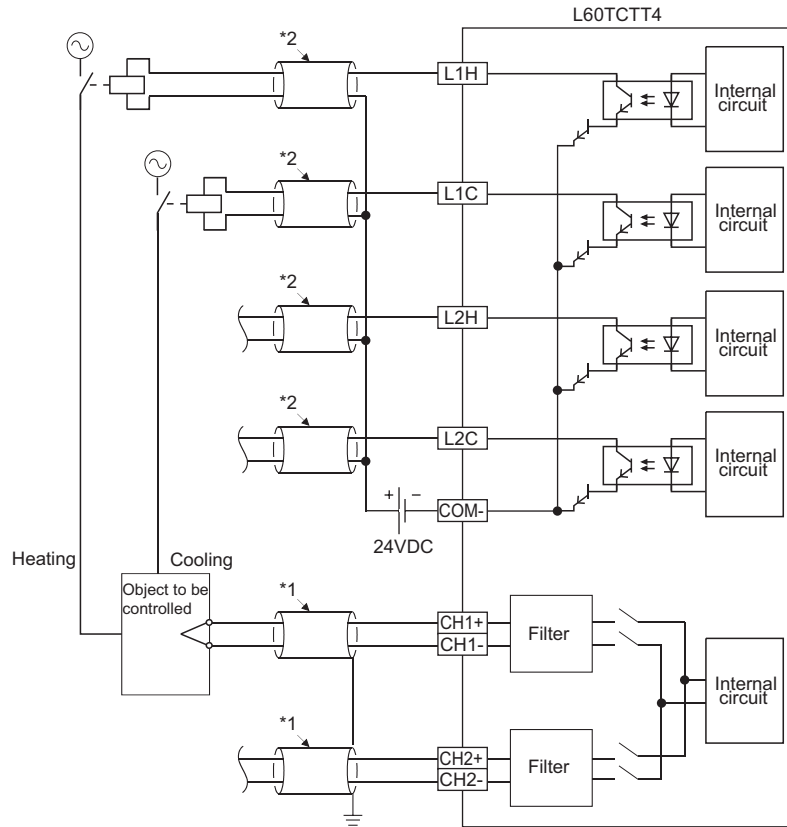 L60TCTT4
*2
L1H
Internal
circuit
*2
L1C
Internal
circuit
*2
L2H
Internal
circuit
*2
L2C
Internal
circuit
+ −
COM-
24VDC
Heating
Cooling
Object to be
controlled
*1
CH1+
CH1-
Filter
Internal
circuit
*1
CH2+
CH2-
Filter